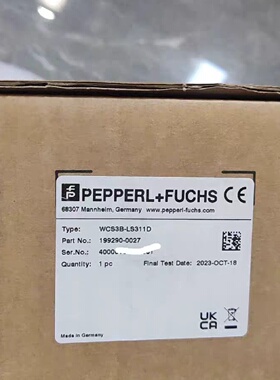 PEPPERL+FUCHS CE
68307 Mannheim, Germany www.pepperl-fuchs.com
Type: WCS3B-LS311D
Part No.: 199290-0027
Ser.No.:
Quantity: 1 pc Final Test Date: 2023-OCT-18
UK
CA
Made in Germany